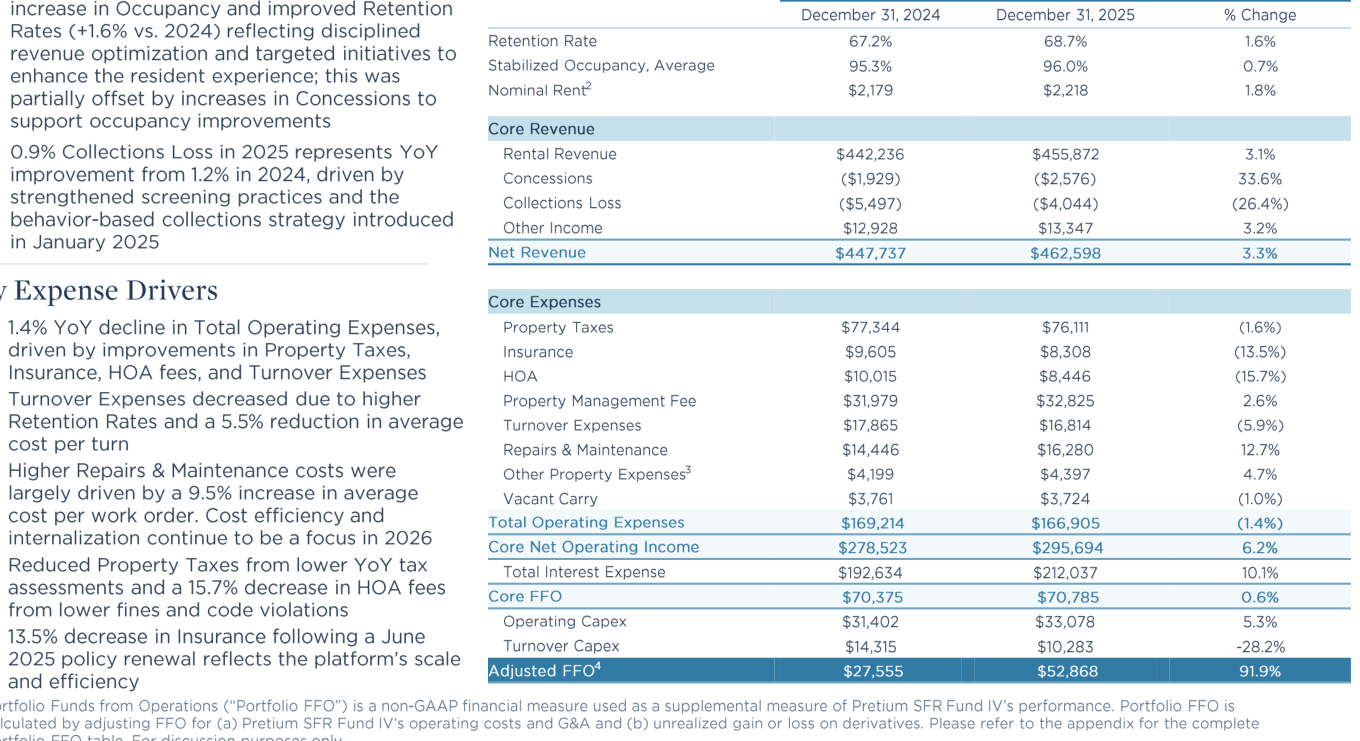 increase in Occupancy and improved Retention
Rates (+1.6% vs. 2024) reflecting disciplined
revenue optimization and targeted initiatives to
enhance the resident experience; this was
partially offset by increases in Concessions to
support occupancy improvements
0.9% Collections Loss in 2025 represents YoY
improvement from 1.2% in 2024, driven by
strengthened screening practices and the
behavior-based collections strategy introduced
in January 2025
Expense Drivers
1.4% YoY decline in Total Operating Expenses,
driven by improvements in Property Taxes,
Insurance, HOA fees, and Turnover Expenses
Turnover Expenses decreased due to higher
Retention Rates and a 5.5% reduction in average
cost per turn
Higher Repairs & Maintenance costs were
largely driven by a 9.5% increase in average
cost per work order. Cost efficiency and
internalization continue to be a focus in 2026
Reduced Property Taxes from lower YoY tax
assessments and a 15.7% decrease in HOA fees
from lower fines and code violations
13.5% decrease in Insurance following a June
2025 policy renewal reflects the platform's scale
and efficiency
December 31, 2024 December 31, 2025 % Change
Retention Rate 67.2% 68.7% 1.6%
Stabilized Occupancy, Average 95.3% 96.0% 0.7%
Nominal Rent² $2,179 $2,218 1.8%
Core Revenue
Rental Revenue $442,236 $455,872 3.1%
Concessions ($1,929) ($2,576) 33.6%
Collections Loss ($5,497) ($4,044) (26.4%)
Other Income $12,928 $13,347 3.2%
Net Revenue $447,737 $462,598 3.3%
Core Expenses
Property Taxes $77,344 $76,111 (1.6%)
Insurance $9,605 $8,308 (13.5%)
HOA $10,015 $8,446 (15.7%)
Property Management Fee $31,979 $32,825 2.6%
Turnover Expenses $17,865 $16,814 (5.9%)
Repairs & Maintenance $14,446 $16,280 12.7%
Other Property Expenses³ $4,199 $4,397 4.7%
Vacant Carry $3,761 $3,724 (1.0%)
Total Operating Expenses $169,214 $166,905 (1.4%)
Core Net Operating Income $278,523 $295,694 6.2%
Total Interest Expense $192,634 $212,037 10.1%
Core FFO $70,375 $70,785 0.6%
Operating Capex $31,402 $33,078 5.3%
Turnover Capex $14,315 $10,283 -28.2%
Adjusted FFO⁴ $27,555 $52,868 91.9%
ortfolio Funds from Operations ("Portfolio FFO") is a non-GAAP financial measure used as a supplemental measure of Pretium SFR Fund IV's performance. Portfolio FFO is
lculated by adjusting FFO for (a) Pretium SFR Fund IV's operating costs and G&A and (b) unrealized gain or loss on derivatives. Please refer to the appendix for the complete
ortfolio FFO table. For discussion purposes only.